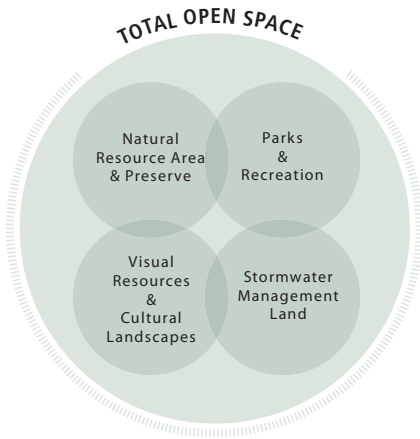 TOTAL OPEN SPACE
Natural
Resource Area
& Preserve
Parks
&
Recreation
Visual
Resources
&
Cultural
Landscapes
Stormwater
Management
Land